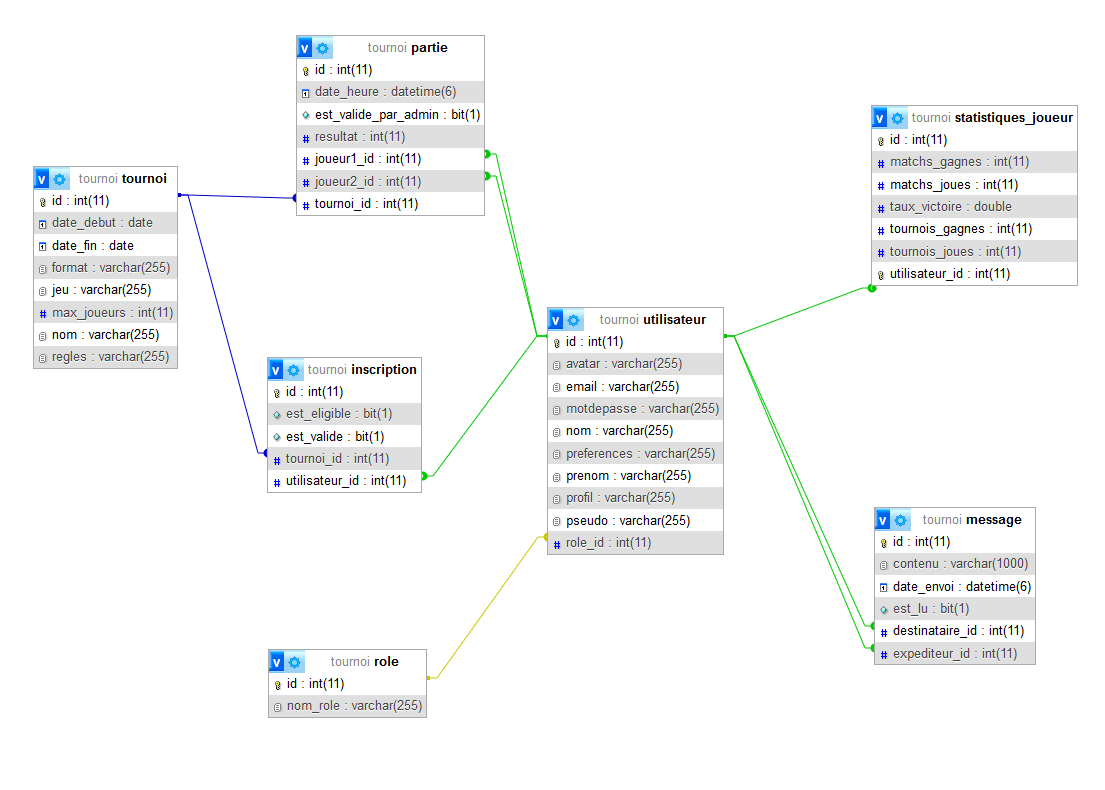 v tournoi tournoi
id : int(11)
date_debut : date
date_fin : date
format : varchar(255)
jeu : varchar(255)
max_joueurs : int(11)
nom : varchar(255)
regles : varchar(255)
v tournoi partie
id : int(11)
date_heure : datetime(6)
est_valide_par_admin : bit(1)
resultat : int(11)
joueur1_id : int(11)
joueur2_id : int(11)
tournoi_id : int(11)
v tournoi inscription
id : int(11)
est_eligible : bit(1)
est_valide : bit(1)
tournoi_id : int(11)
utilisateur_id : int(11)
v tournoi role
id : int(11)
nom_role : varchar(255)
v tournoi utilisateur
id : int(11)
avatar : varchar(255)
email : varchar(255)
motdepasse : varchar(255)
nom : varchar(255)
preferences : varchar(255)
prenom : varchar(255)
profil : varchar(255)
pseudo : varchar(255)
role_id : int(11)
v tournoi statistiques_joueur
id : int(11)
matchs_gagnes : int(11)
matchs_joues : int(11)
taux_victoire : double
tournois_gagnes : int(11)
tournois_joues : int(11)
utilisateur_id : int(11)
v tournoi message
id : int(11)
contenu : varchar(1000)
date_envoi : datetime(6)
est_lu : bit(1)
destinataire_id : int(11)
expediteur_id : int(11)